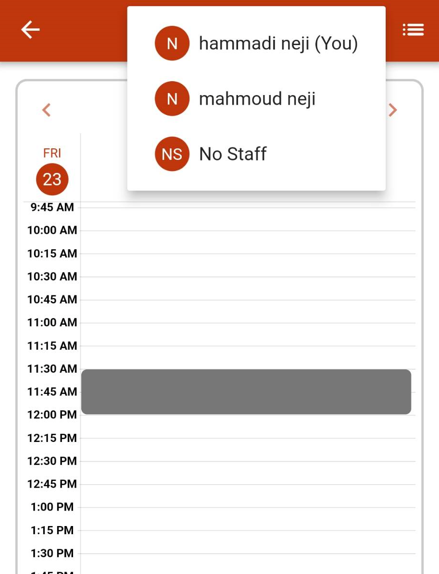 N hammadi neji (You)
N mahmoud neji
NS No Staff
FRI
23
9:45 AM
10:00 AM
10:15 AM
10:30 AM
10:45 AM
11:00 AM
11:15 AM
11:30 AM
11:45 AM
12:00 PM
12:15 PM
12:30 PM
12:45 PM
1:00 PM
1:15 PM
1:30 PM